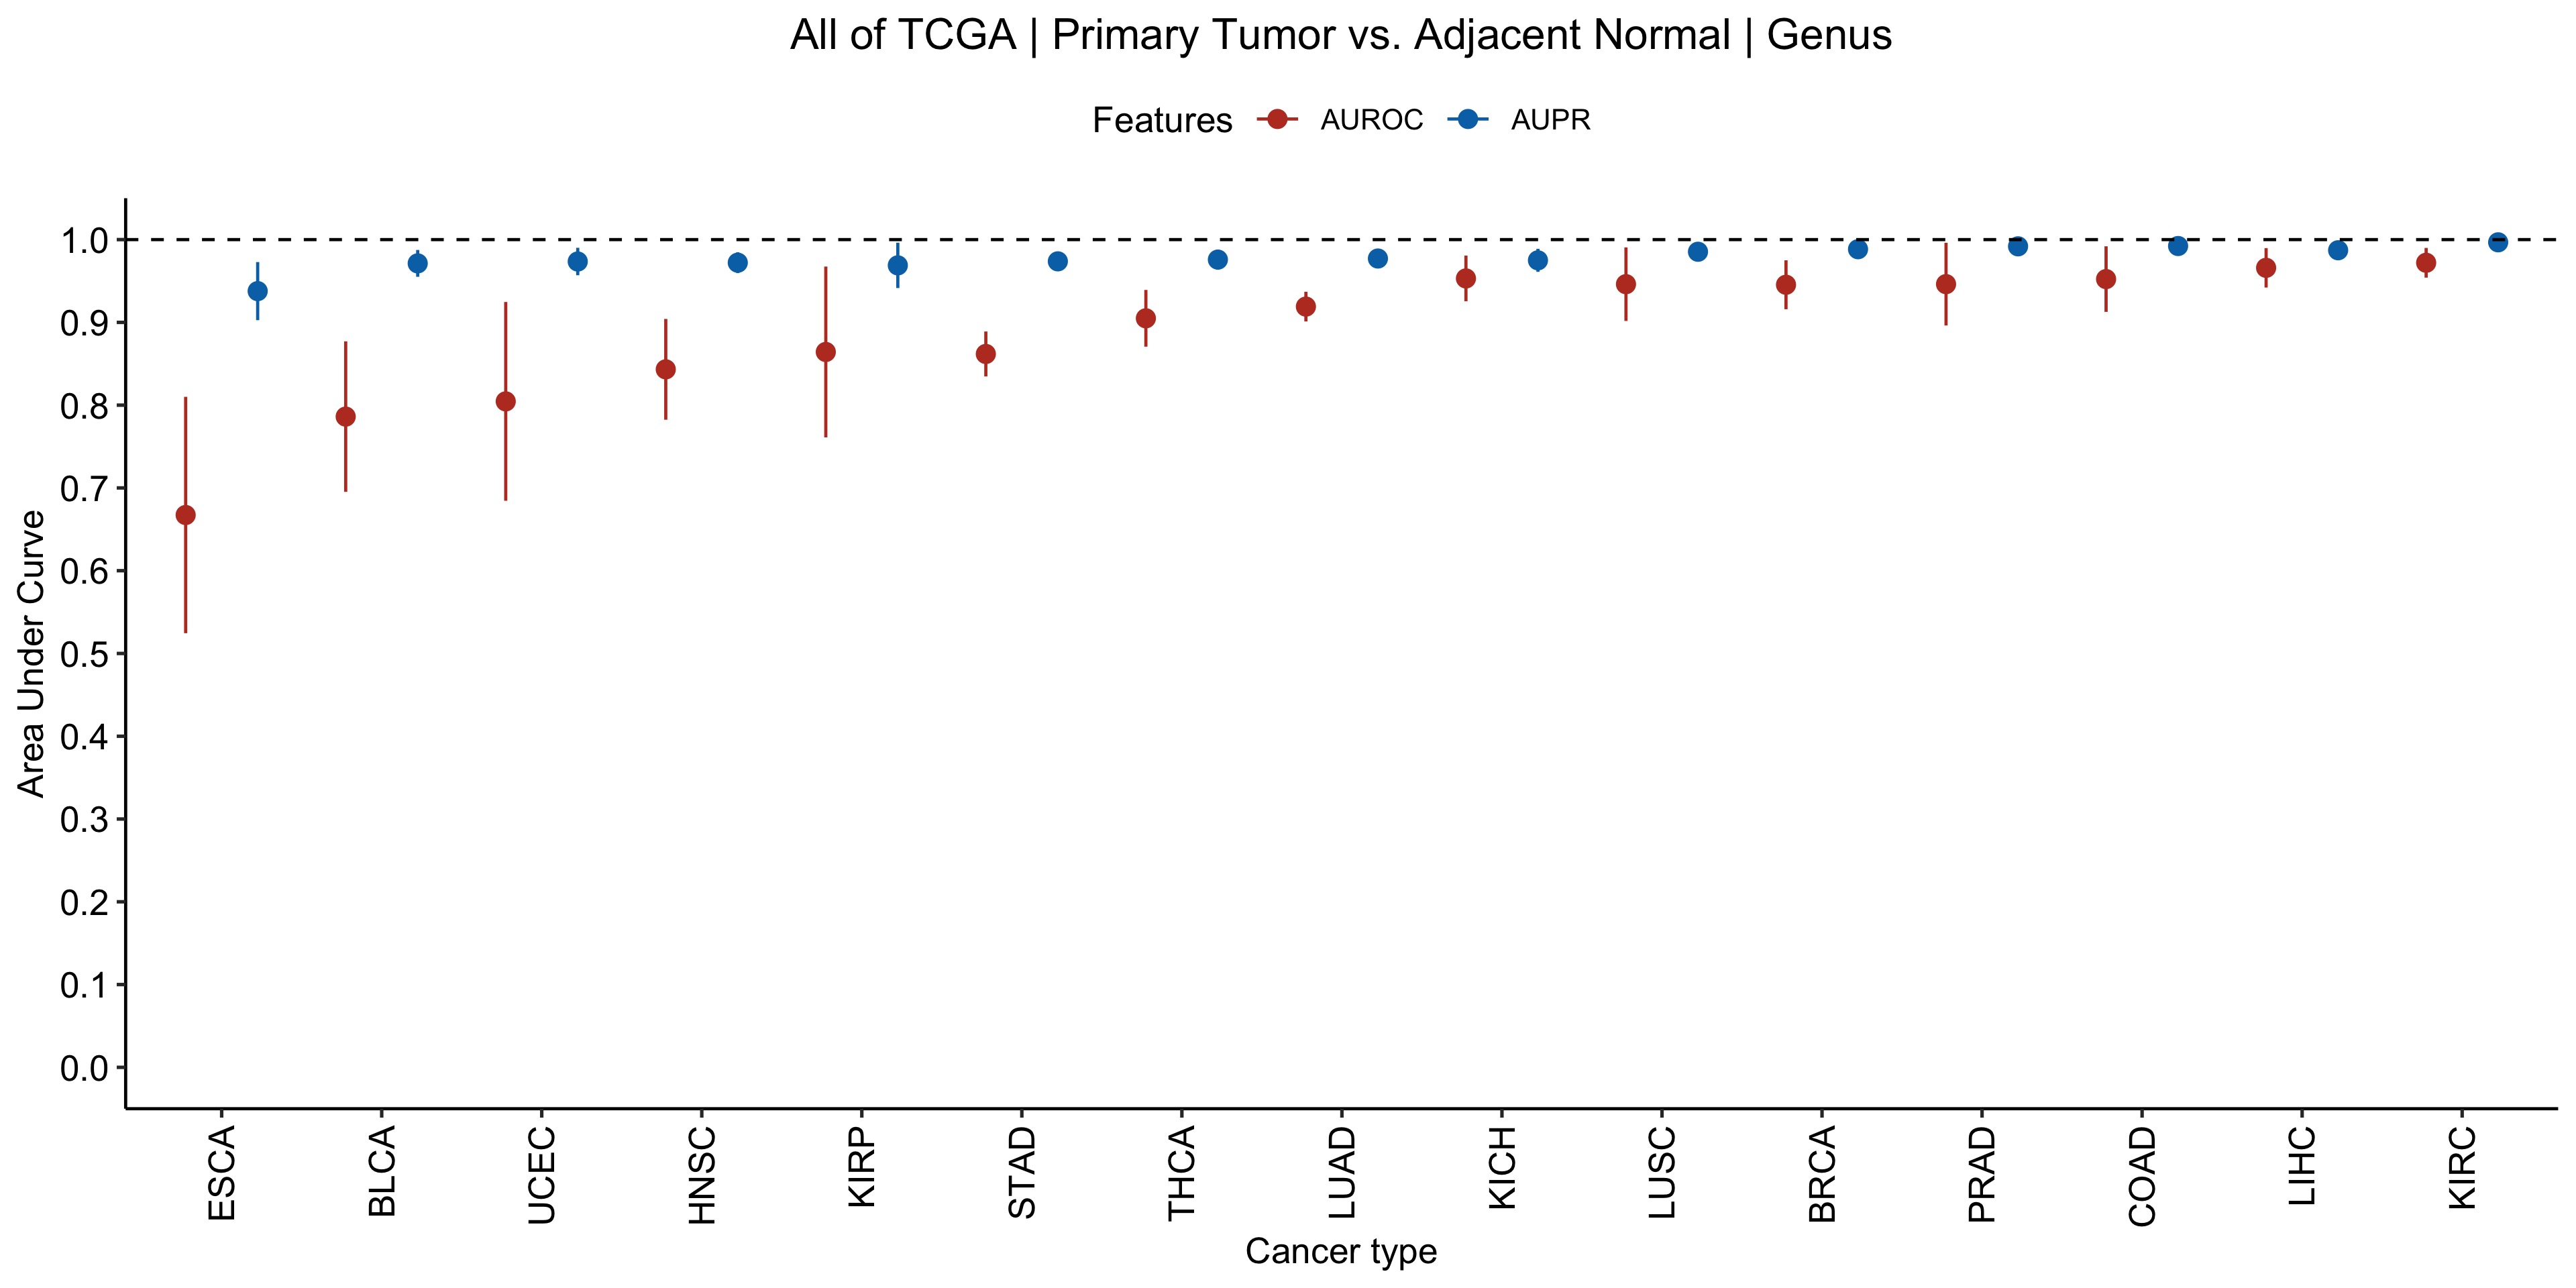 All of TCGA | Primary Tumor vs. Adjacent Normal | Genus
Features AUROC AUPR
Area Under Curve
1.0
0.9
0.8
0.7
0.6
0.5
0.4
0.3
0.2
0.1
0.0
ESCA
BLCA
UCEC
HNSC
KIRP
STAD
THCA
LUAD
KICH
LUSC
BRCA
PRAD
COAD
LIHC
KIRC
Cancer type